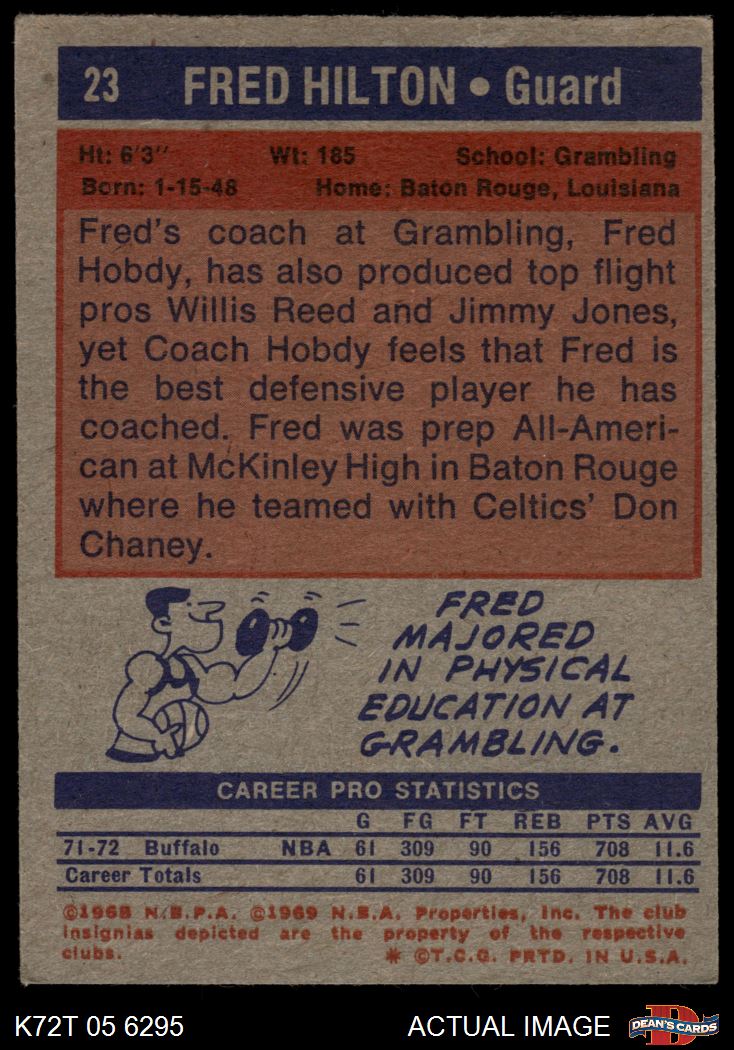 23 FRED HILTON • Guard
Ht: 6'3" Wt: 185 School: Grambling
Born: 1-15-48 Home: Baton Rouge, Louisiana
Fred's coach at Grambling, Fred
Hobdy, has also produced top flight
pros Willis Reed and Jimmy Jones,
yet Coach Hobdy feels that Fred is
the best defensive player he has
coached. Fred was prep All-Ameri-
can at McKinley High in Baton Rouge
where he teamed with Celtics' Don
Chaney.
FRED
MAJORED
IN PHYSICAL
EDUCATION AT
GRAMBLING.
CAREER PRO STATISTICS
G FG FT REB PTS AVG
71-72 Buffalo NBA 61 309 90 156 708 11.6
Career Totals 61 309 90 156 708 11.6
©1968 N.B.P.A. ©1969 N.B.A. Properties, Inc. The club
insignias depicted are the property of the respective
clubs. * ©T.C.G. PRTD. IN U.S.A.
K72T 05 6295 ACTUAL IMAGE D DEAN'S CARDS